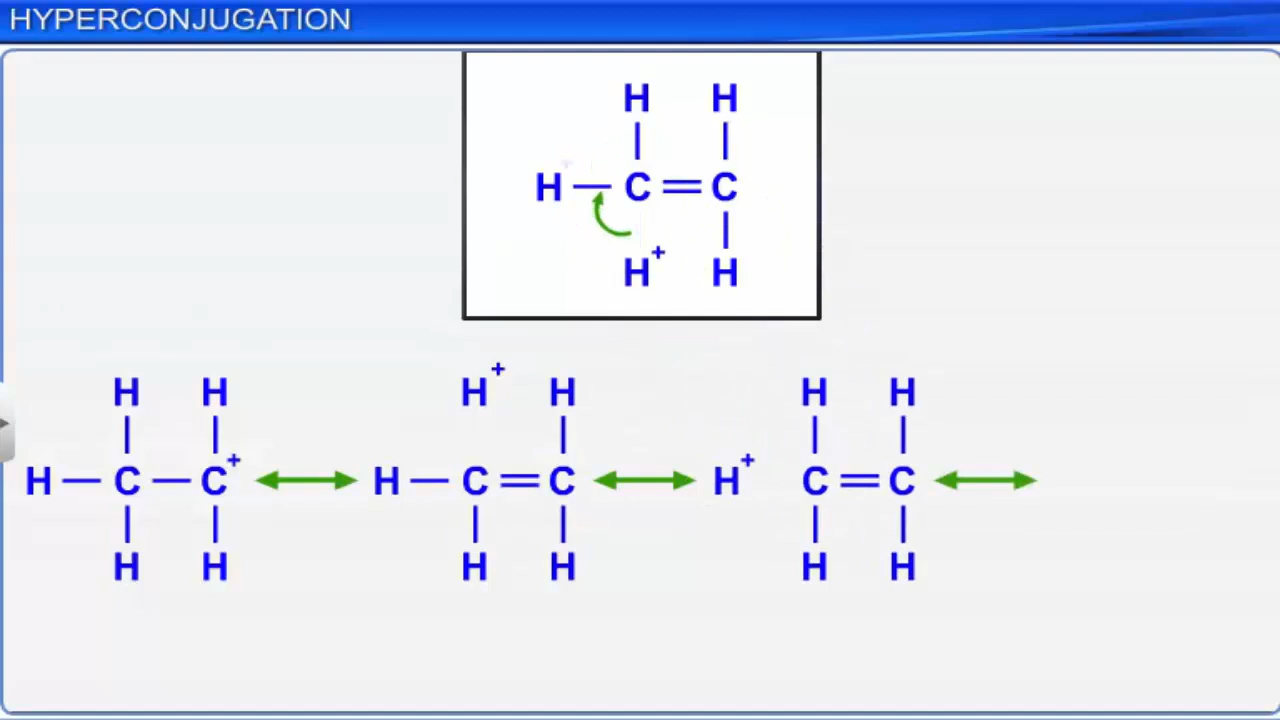 HYPERCONJUGATION
H H
H — C = C
H+ H
H+ H H H
H H
H — C — C+ ↔ H — C = C ↔ H+ C = C ↔
H H H H H H